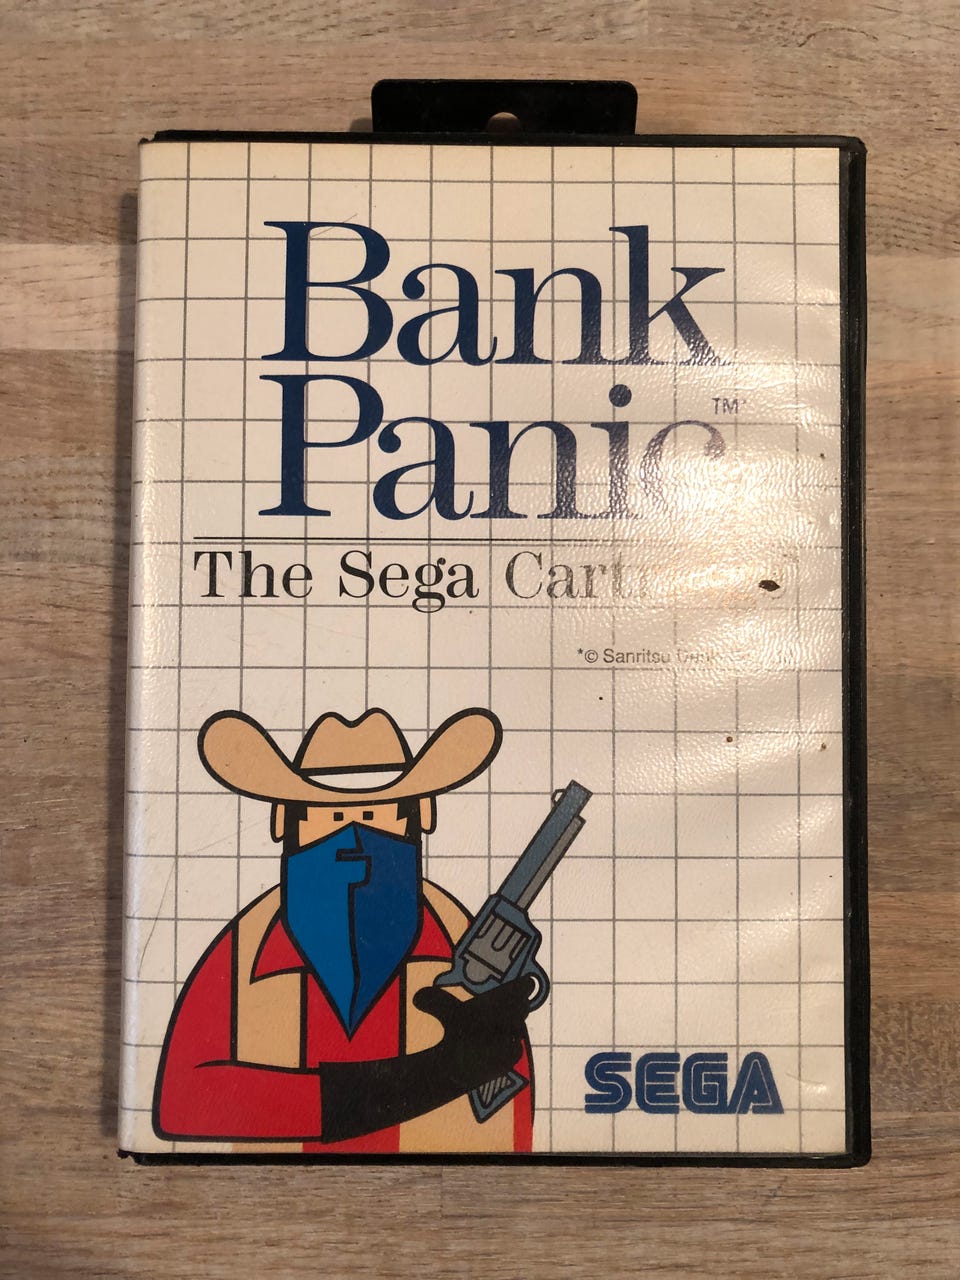 Bank
Panic
TM*
The Sega
*© Sanritsu
SEGA